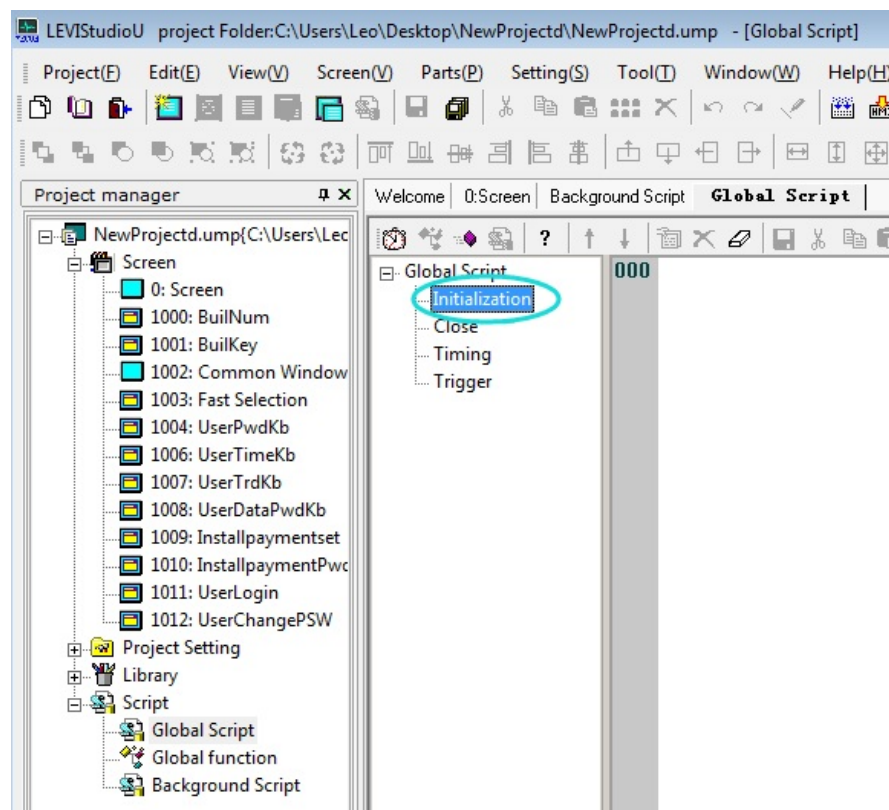 LEVIStudioU project Folder:C:\Users\Leo\Desktop\NewProjectd\NewProjectd.ump - [Global Script]
Project(F) Edit(E) View(V) Screen(V) Parts(P) Setting(S) Tool(T) Window(W) Help(H)
Project manager
Welcome 0:Screen Background Script Global Script
NewProjectd.ump{C:\Users\Lec
Screen
0: Screen
1000: BuilNum
1001: BuilKey
1002: Common Window
1003: Fast Selection
1004: UserPwdKb
1006: UserTimeKb
1007: UserTrdKb
1008: UserDataPwdKb
1009: Installpaymentset
1010: InstallpaymentPwd
1011: UserLogin
1012: UserChangePSW
Project Setting
Library
Script
Global Script
Global function
Background Script
?
Global Script
Initialization
Close
Timing
Trigger
000